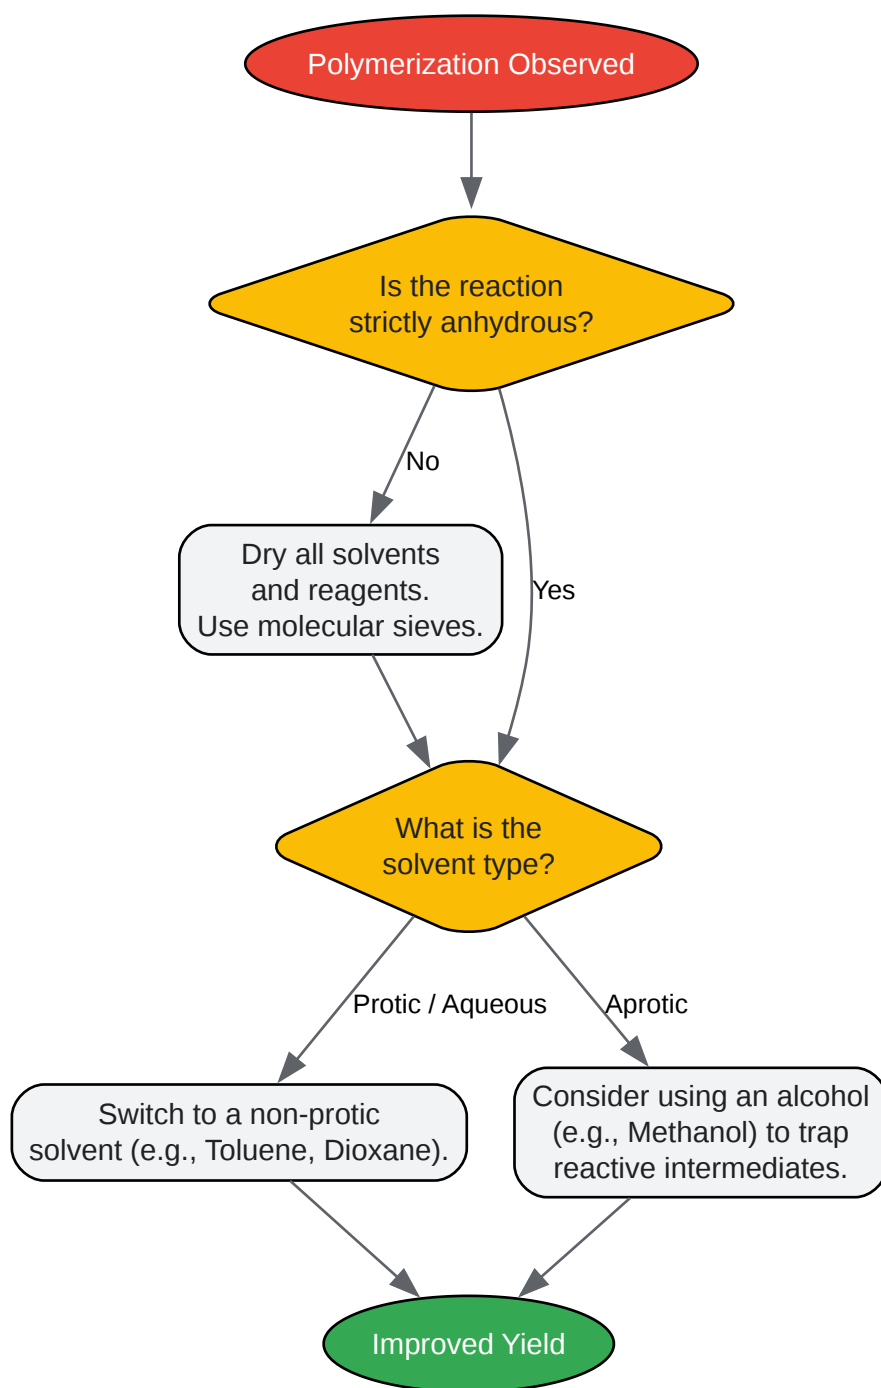 Polymerization Observed
Is the reaction
strictly anhydrous?
No
Dry all solvents
and reagents.
Use molecular sieves.
Yes
What is the
solvent type?
Protic / Aqueous
Aprotic
Switch to a non-protic
solvent (e.g., Toluene, Dioxane).
Consider using an alcohol
(e.g., Methanol) to trap
reactive intermediates.
Improved Yield